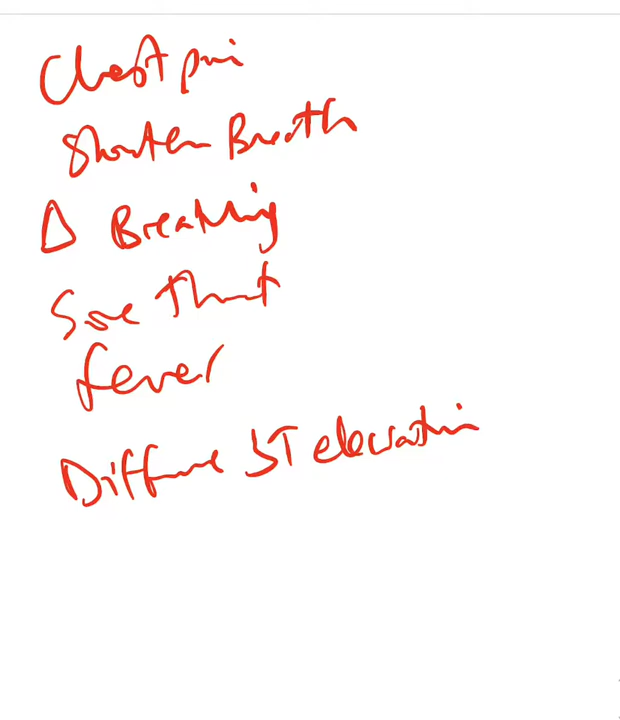 Chest pain
Shorten Breath
Δ Breathing
Sore Throat
fever
Diffuse ST elevation